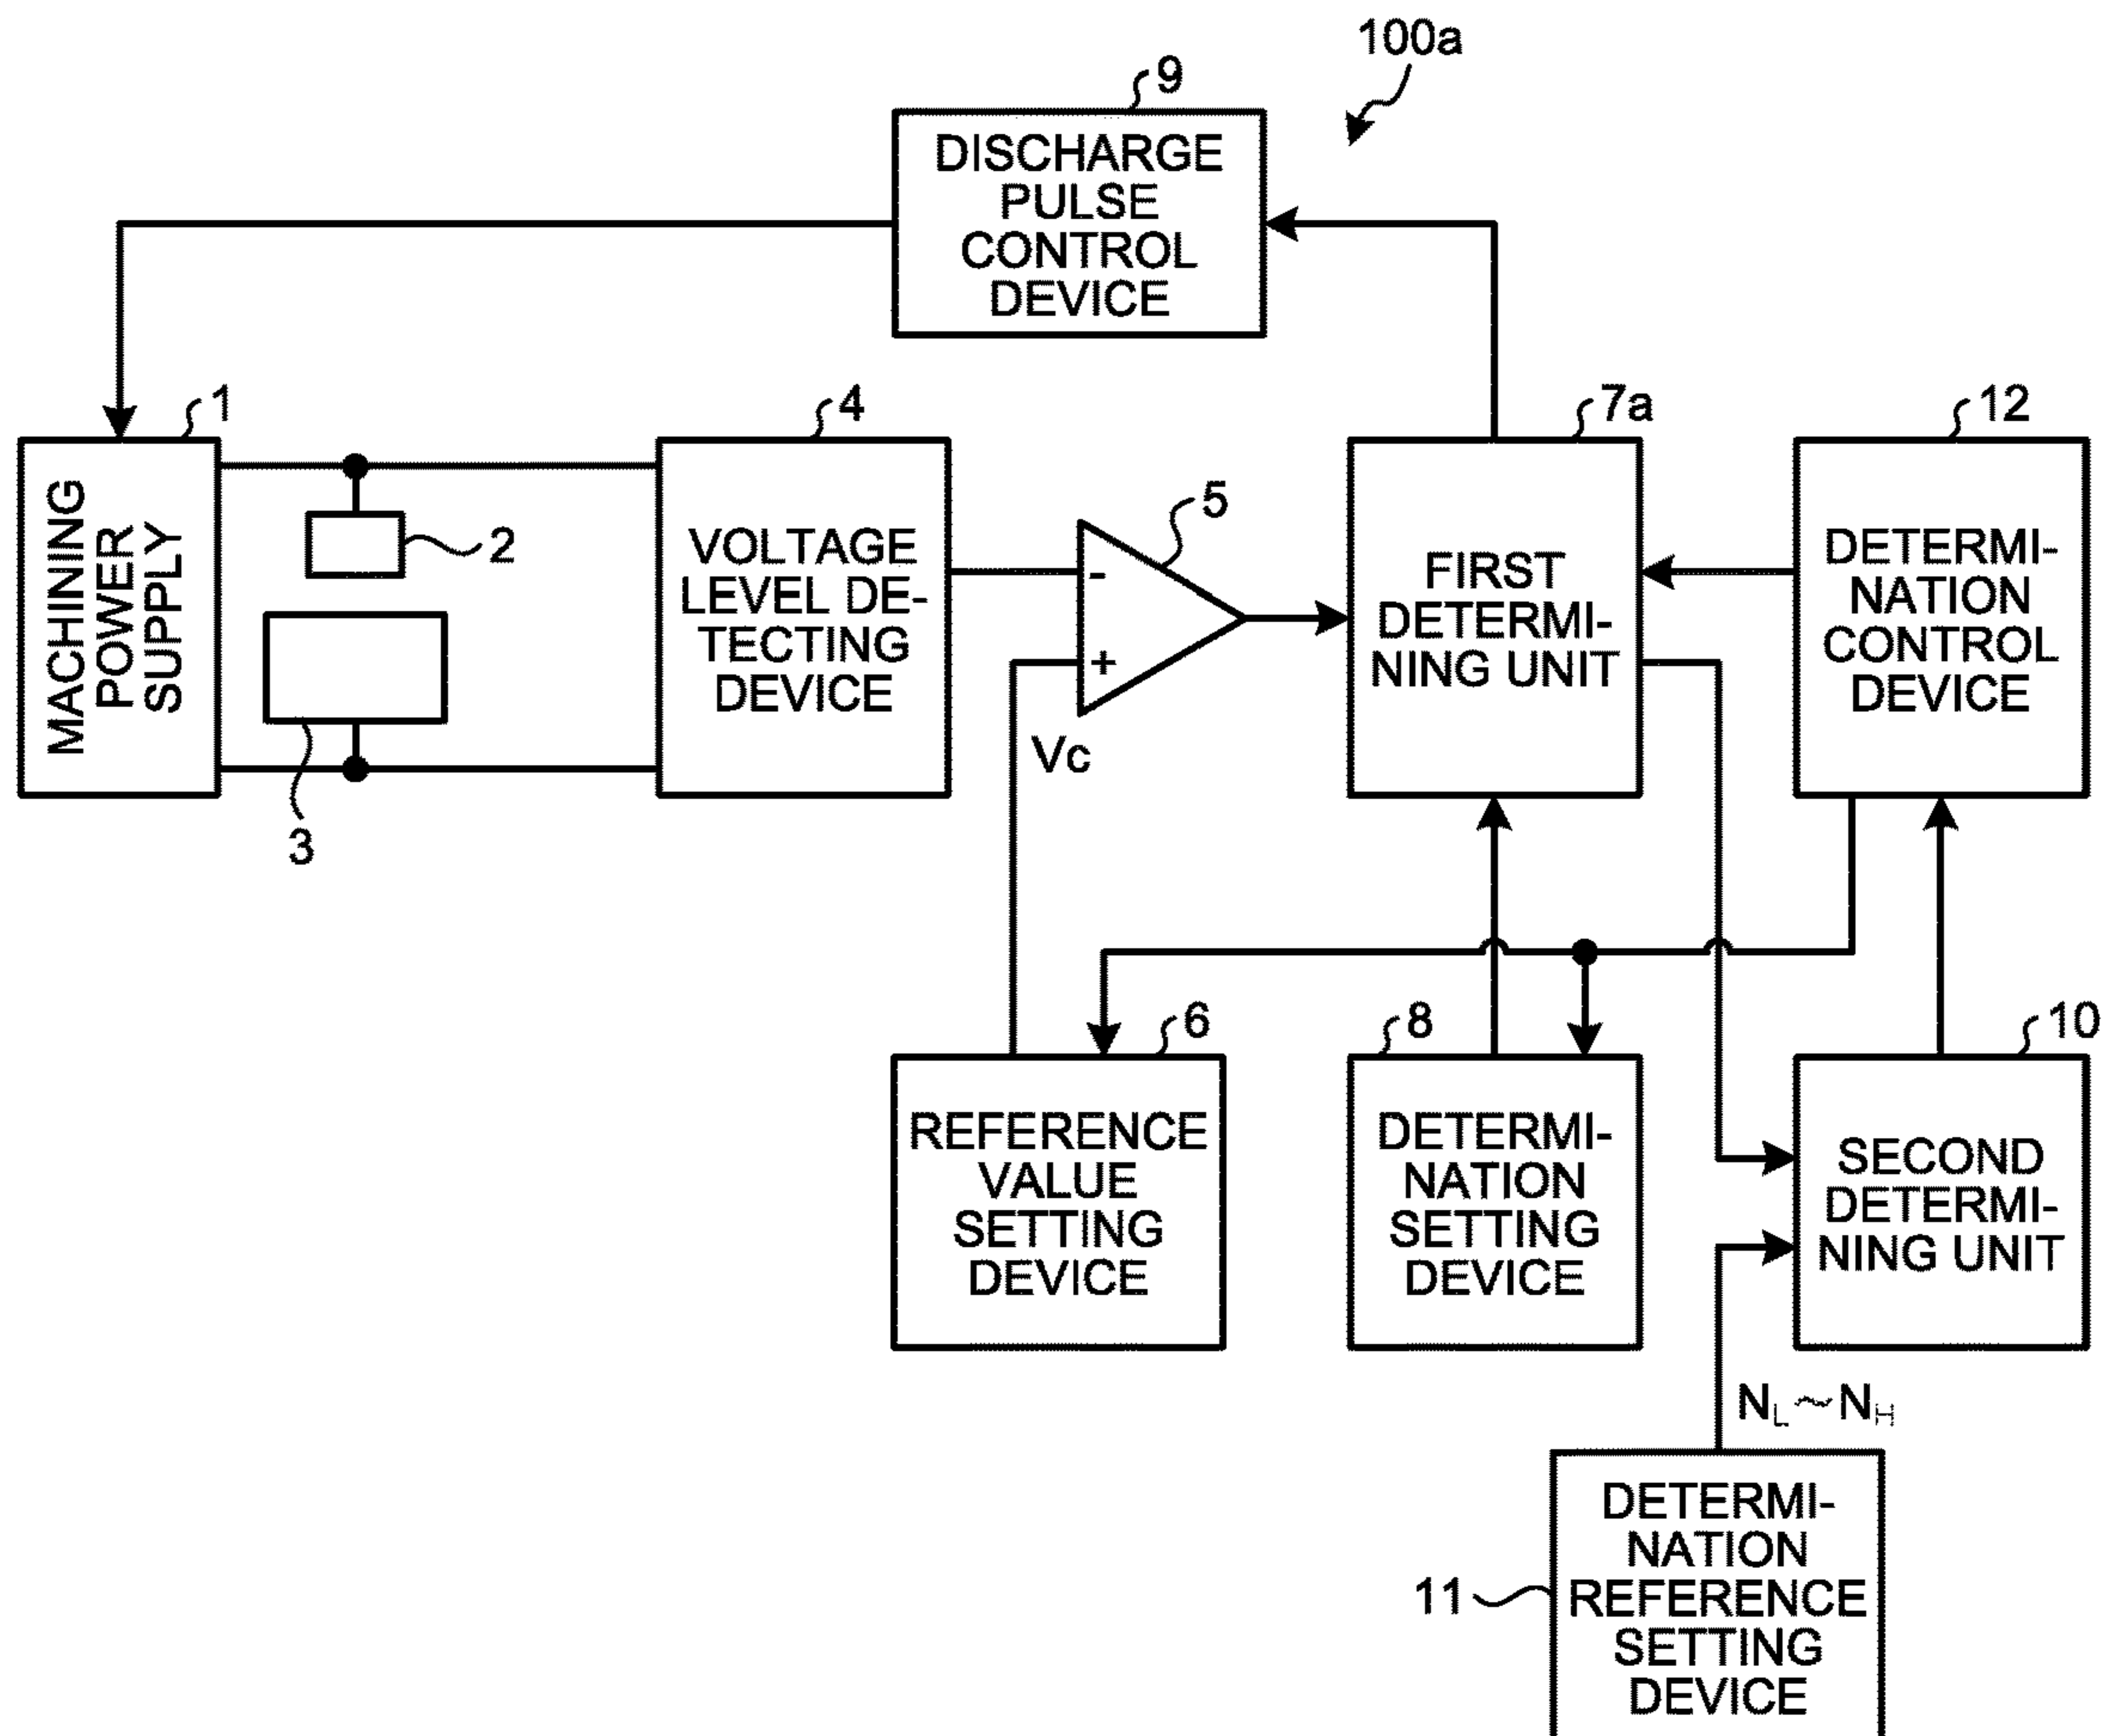 100a
9
DISCHARGE
PULSE
CONTROL
DEVICE
1
MACHINING
POWER
SUPPLY
2
3
4
VOLTAGE
LEVEL DE-
TECTING
DEVICE
5
-
+
Vc
7a
FIRST
DETERMI-
NING UNIT
12
DETERMI-
NATION
CONTROL
DEVICE
6
REFERENCE
VALUE
SETTING
DEVICE
8
DETERMI-
NATION
SETTING
DEVICE
10
SECOND
DETERMI-
NING UNIT
NL~NH
11
DETERMI-
NATION
REFERENCE
SETTING
DEVICE